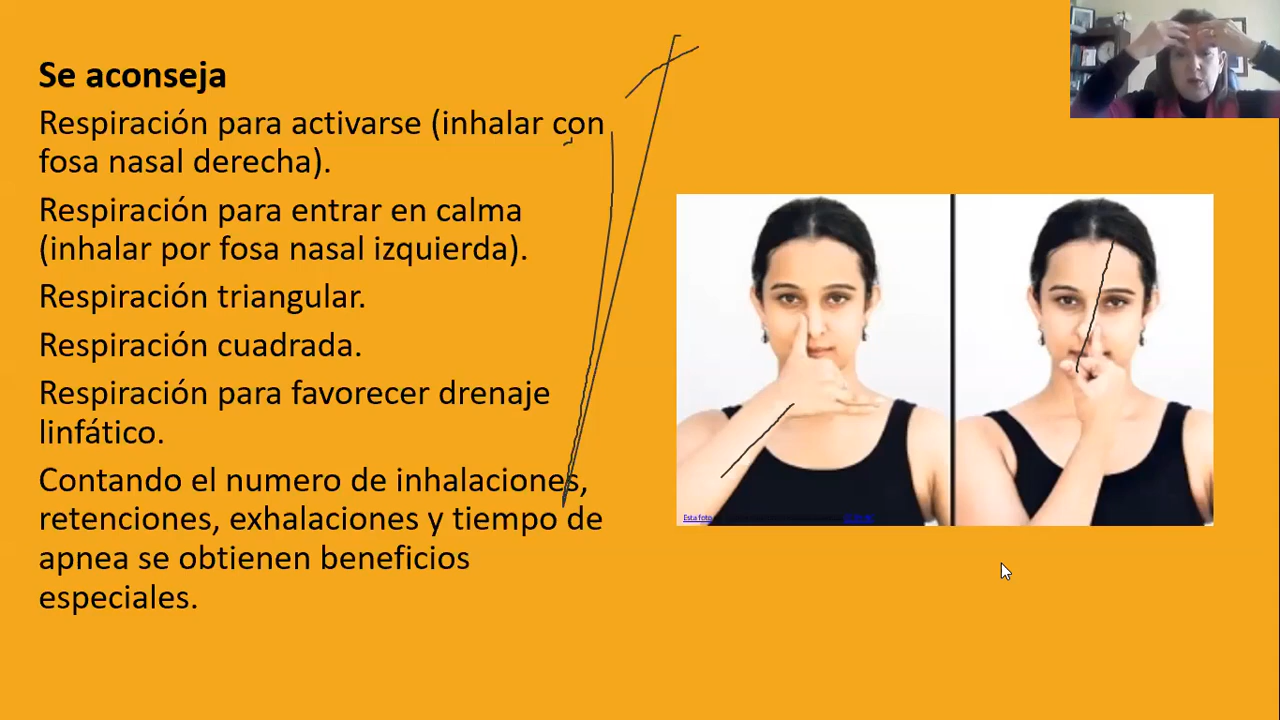 Se aconseja
Respiración para activarse (inhalar con
fosa nasal derecha).
Respiración para entrar en calma
(inhalar por fosa nasal izquierda).
Respiración triangular.
Respiración cuadrada.
Respiración para favorecer drenaje
linfático.
Contando el numero de inhalaciones,
retenciones, exhalaciones y tiempo de
apnea se obtienen beneficios
especiales.
Esta foto